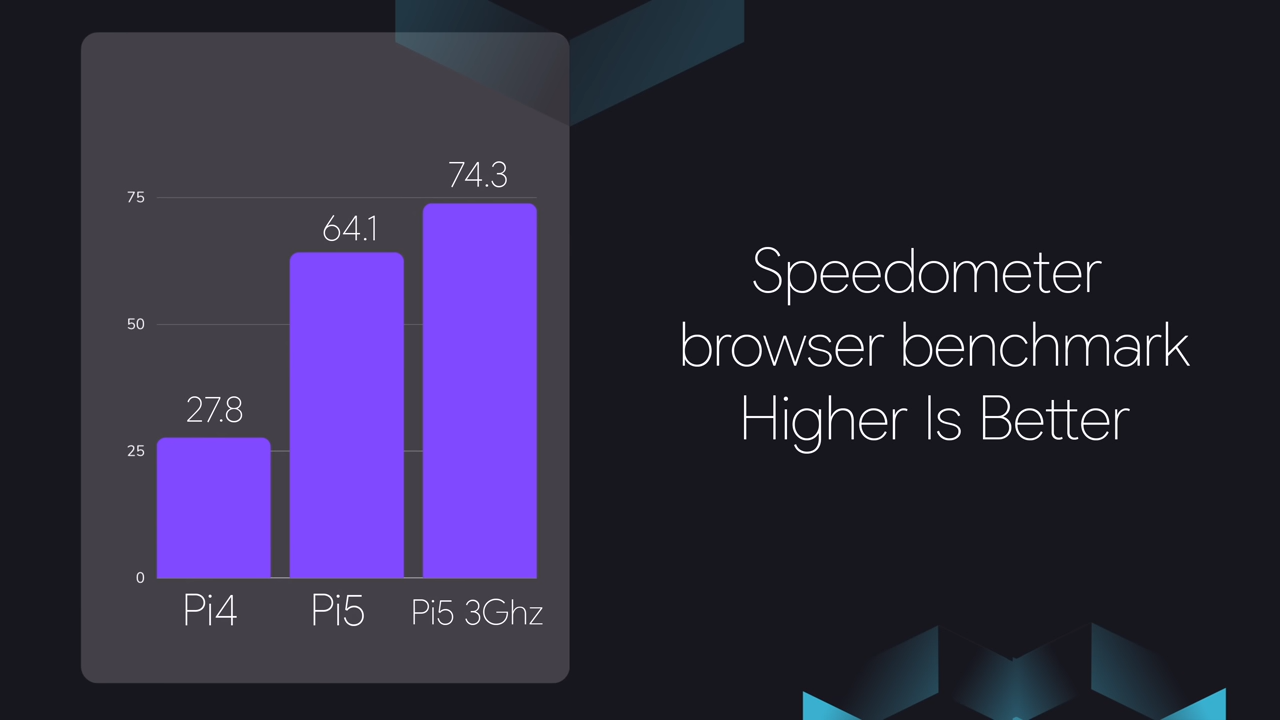 74.3
75
64.1
50
27.8
25
0
Pi4
Pi5
Pi5 3Ghz
Speedometer
browser benchmark
Higher Is Better